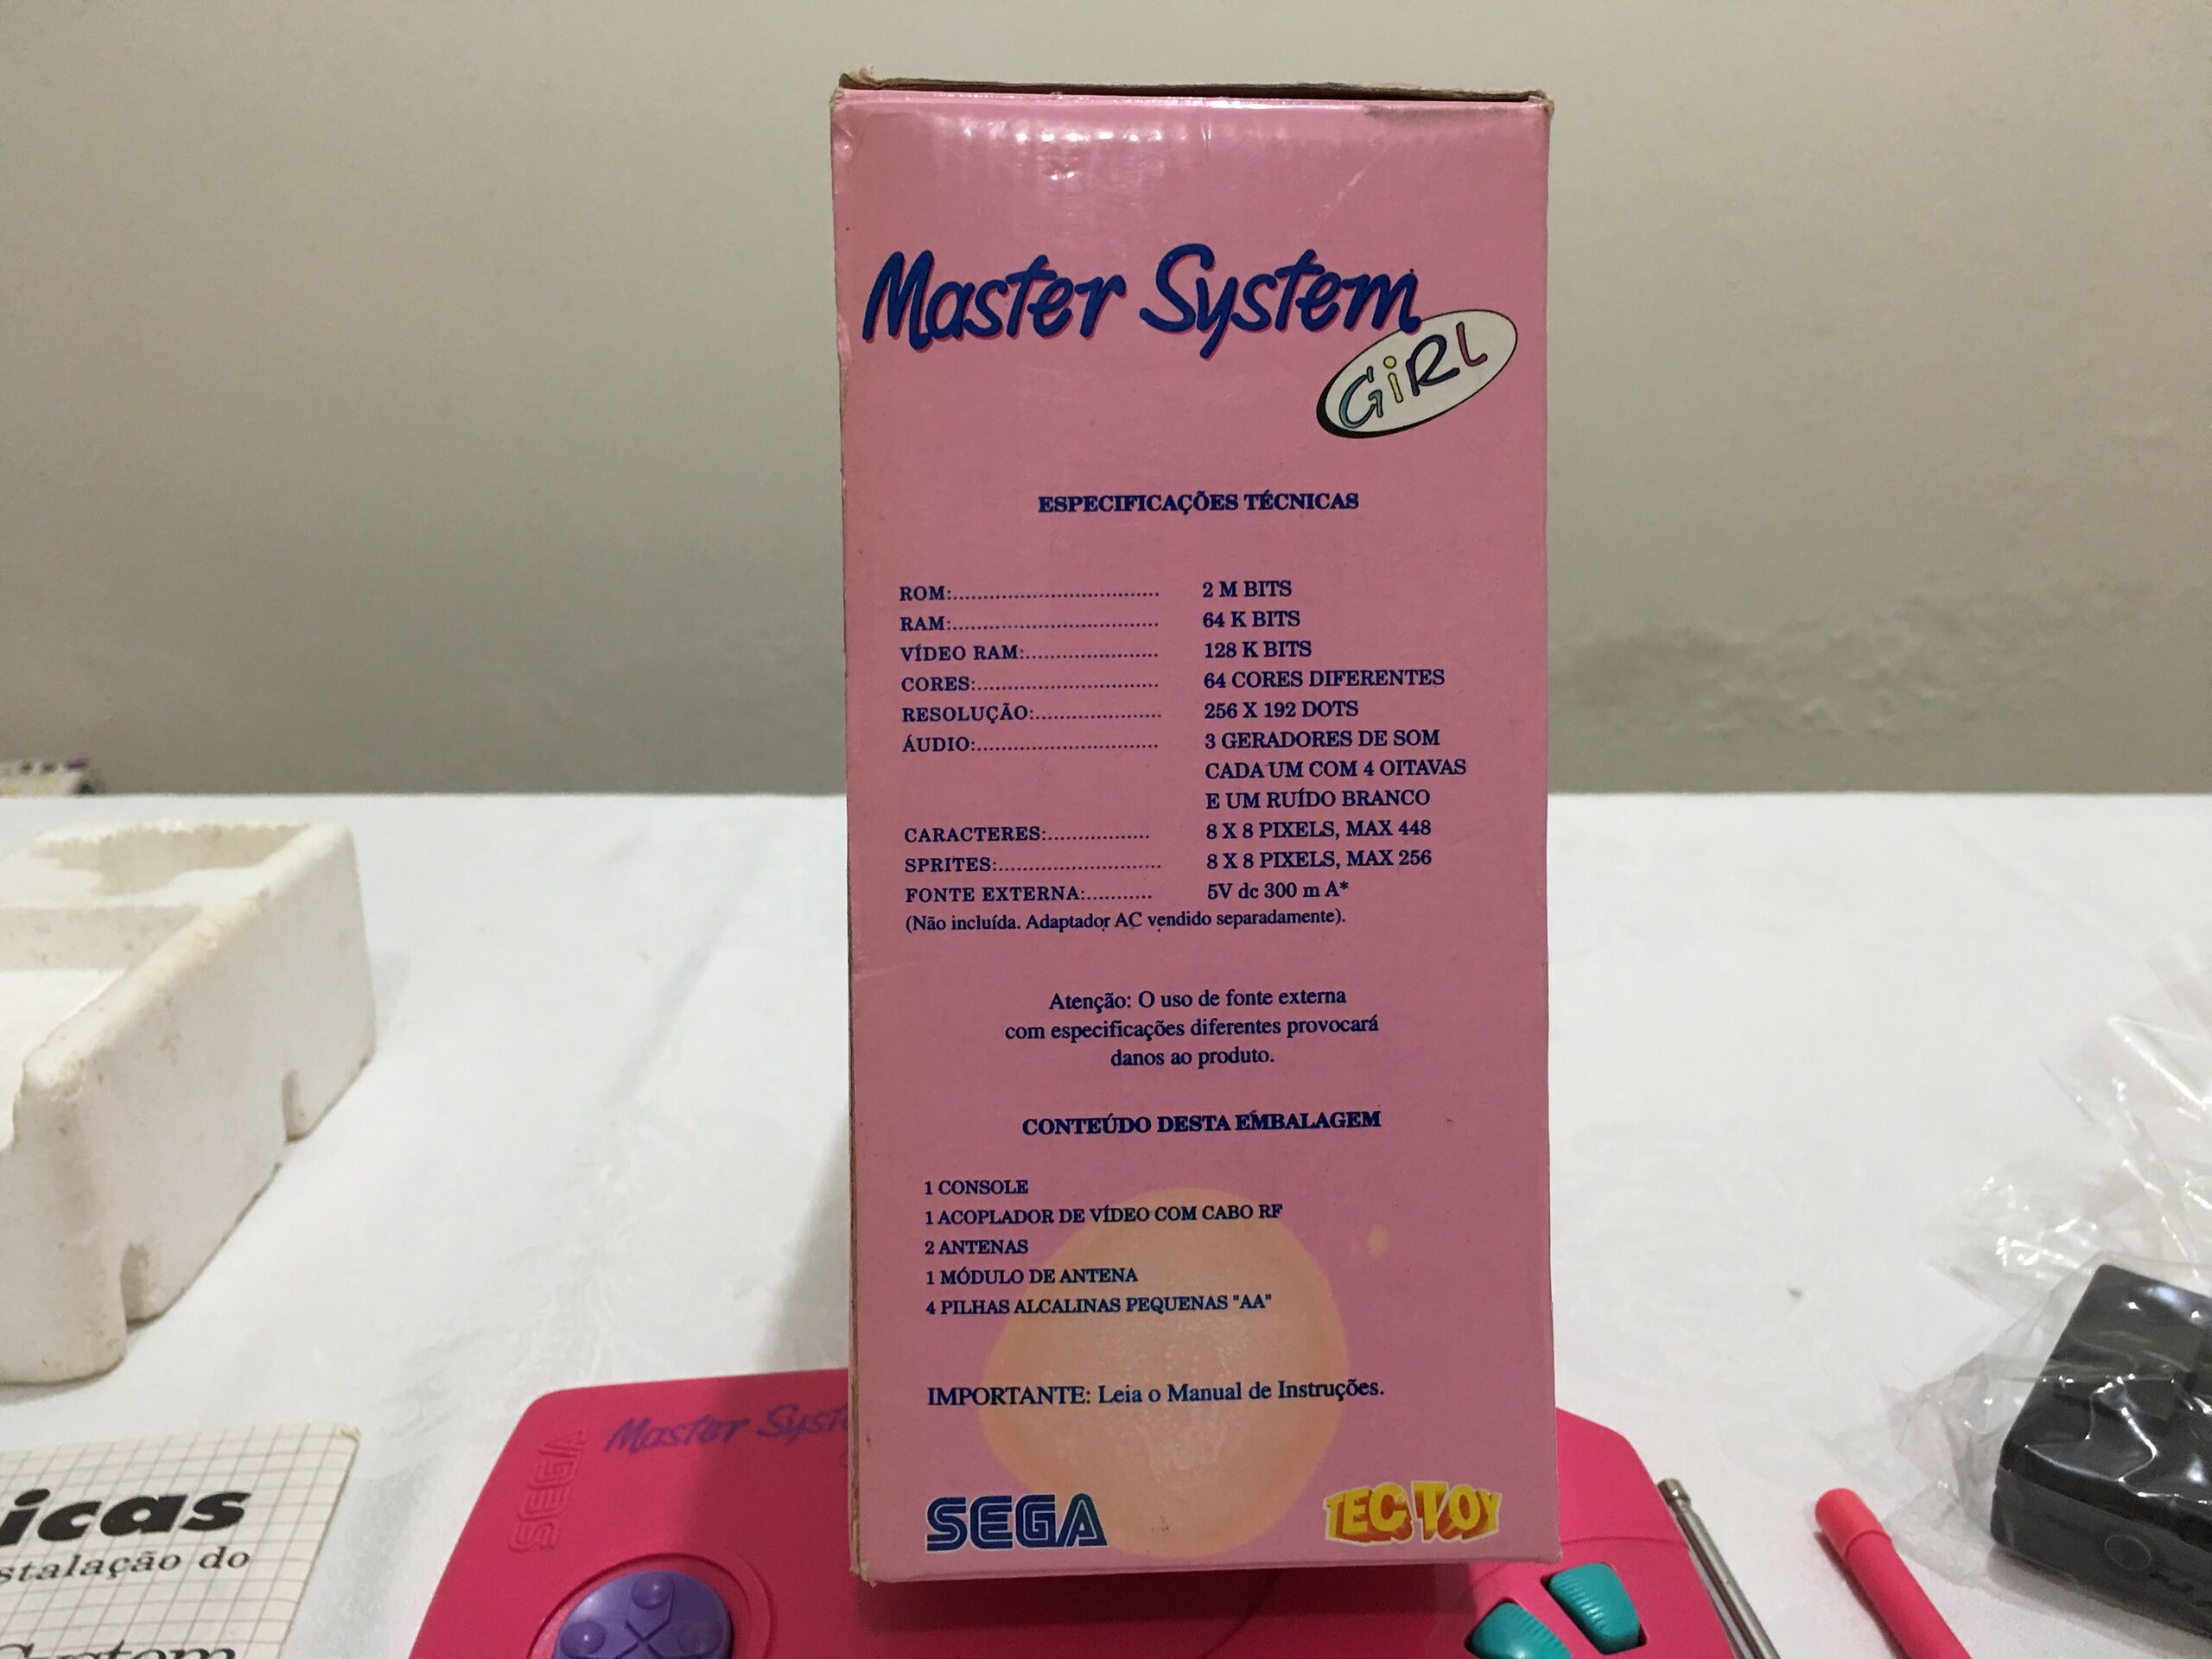 Master System
GiRL
ESPECIFICAÇÕES TÉCNICAS
ROM:.................................. 2 M BITS
RAM:.................................. 64 K BITS
VÍDEO RAM:...................... 128 K BITS
CORES:.............................. 64 CORES DIFERENTES
RESOLUÇÃO:..................... 256 X 192 DOTS
ÁUDIO:.............................. 3 GERADORES DE SOM
CADA UM COM 4 OITAVAS
E UM RUÍDO BRANCO
CARACTERES:................. 8 X 8 PIXELS, MAX 448
SPRITES:........................... 8 X 8 PIXELS, MAX 256
FONTE EXTERNA:........... 5V dc 300 m A*
(Não incluída. Adaptador AC vendido separadamente).
Atenção: O uso de fonte externa
com especificações diferentes provocará
danos ao produto.
CONTEÚDO DESTA EMBALAGEM
1 CONSOLE
1 ACOPLADOR DE VÍDEO COM CABO RF
2 ANTENAS
1 MÓDULO DE ANTENA
4 PILHAS ALCALINAS PEQUENAS "AA"
IMPORTANTE: Leia o Manual de Instruções.
SEGA
TEC TOY
SEGA
Master Syst
icas
stalação do
System